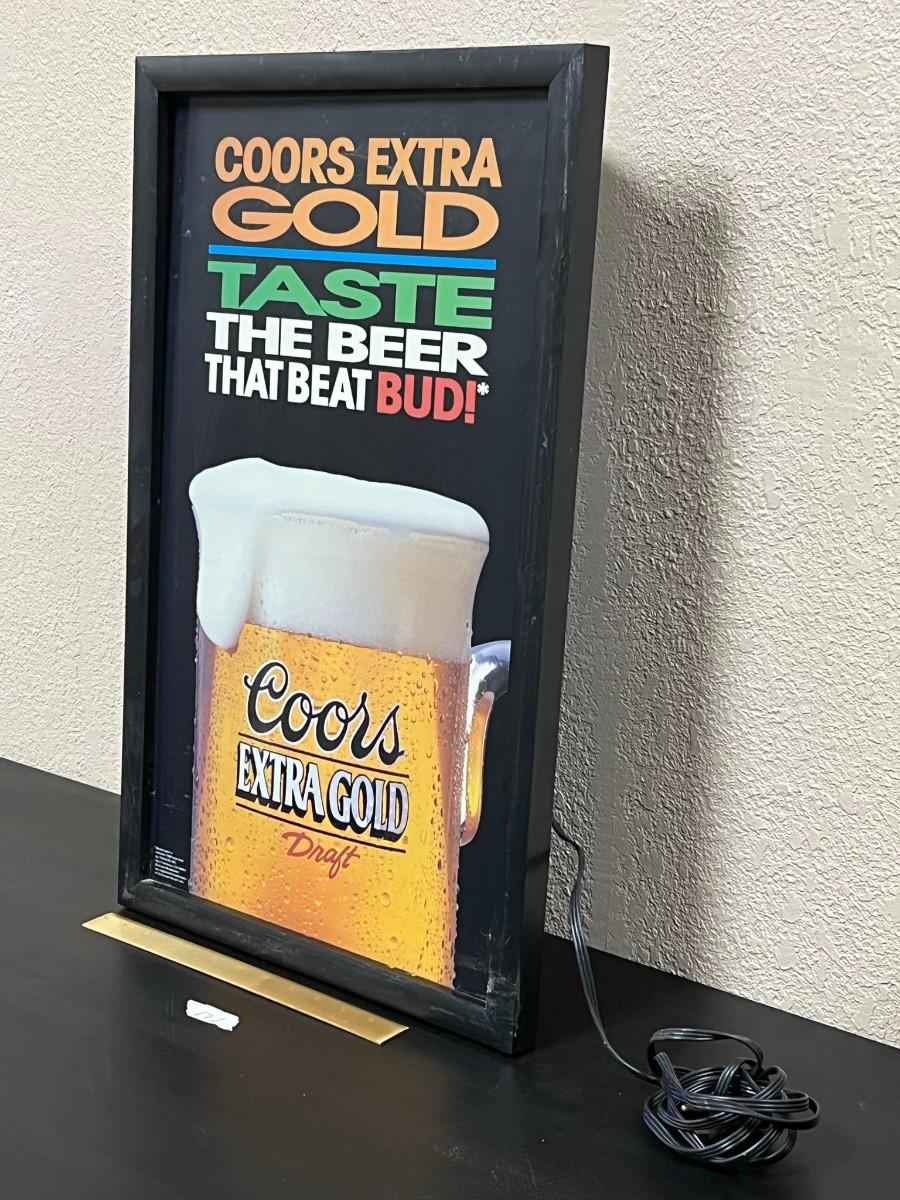 COORS EXTRA
GOLD
TASTE
THE BEER
THAT BEAT BUD!*
Coors
EXTRA GOLD
Draft